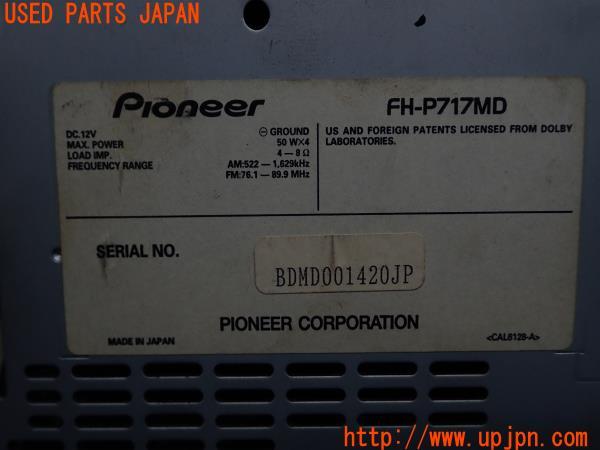 USED PARTS JAPAN
Pioneer
FH-P717MD
DC.12V ⊖ GROUND
MAX. POWER 50 W×4
LOAD IMP. 4 – 8 Ω
FREQUENCY RANGE AM:522 – 1,629kHz
FM:76.1 – 89.9 MHz
US AND FOREIGN PATENTS LICENSED FROM DOLBY
LABORATORIES.
SERIAL NO.
BDMD001420JP
PIONEER CORPORATION
MADE IN JAPAN
<CAL6128-A>
http://www.upjpn.com/